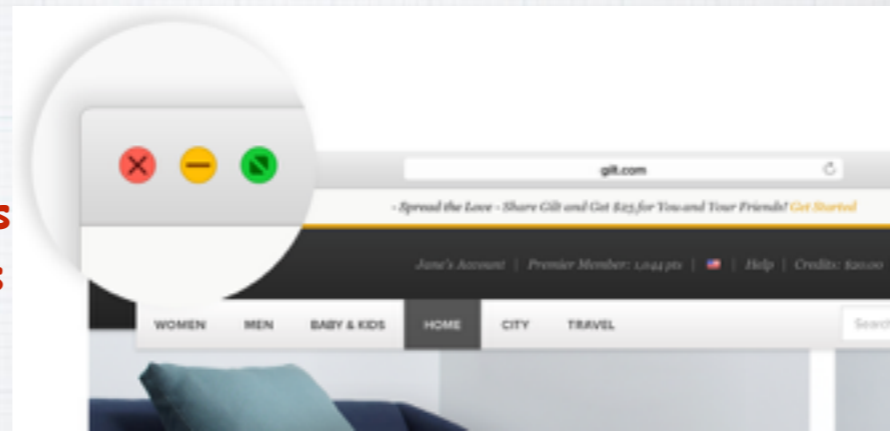 s
gilt.com
- Spread the Love - Share Gilt and Get $25 for You and Your Friends! Get Started
Jane's Account | Premier Member: 1,044 pts | | Help | Credits: $20.00
WOMEN MEN BABY & KIDS HOME CITY TRAVEL Search